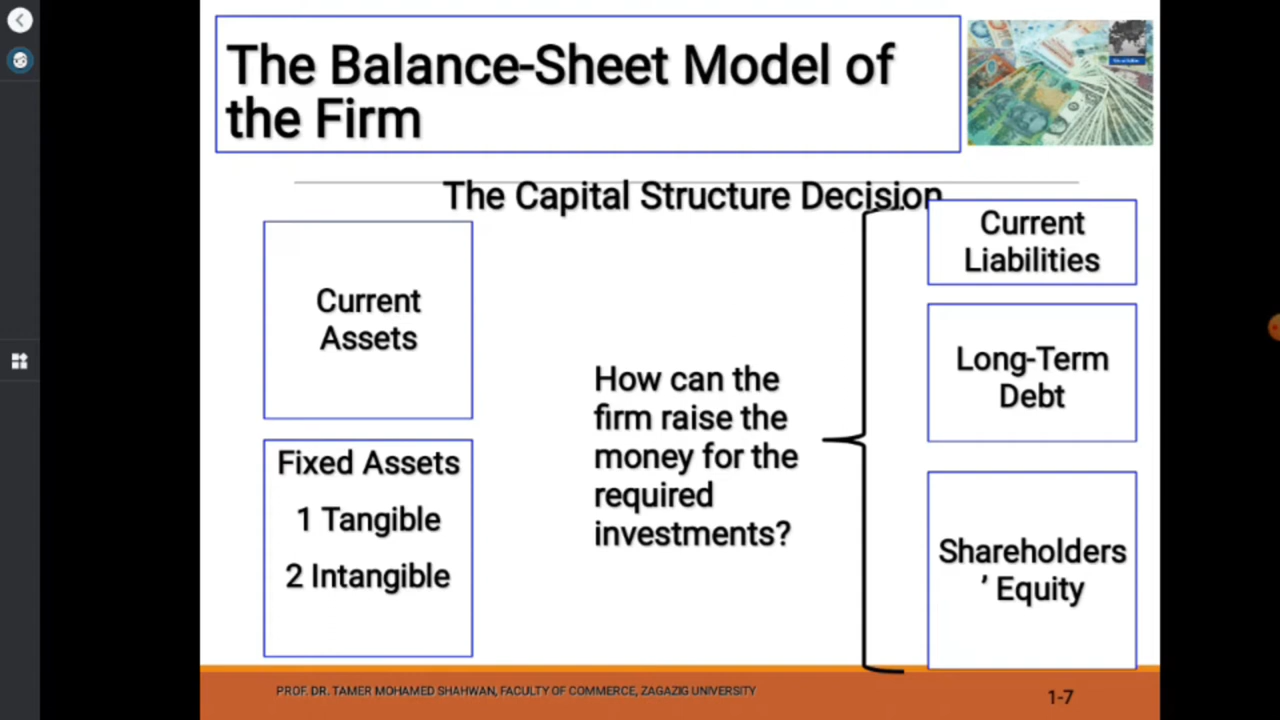 The Balance-Sheet Model of
the Firm
The Capital Structure Decision
Current
Assets
Fixed Assets
1 Tangible
2 Intangible
How can the
firm raise the
money for the
required
investments?
Current
Liabilities
Long-Term
Debt
Shareholders
’ Equity
PROF. DR. TAMER MOHAMED SHAHWAN, FACULTY OF COMMERCE, ZAGAZIG UNIVERSITY
1-7